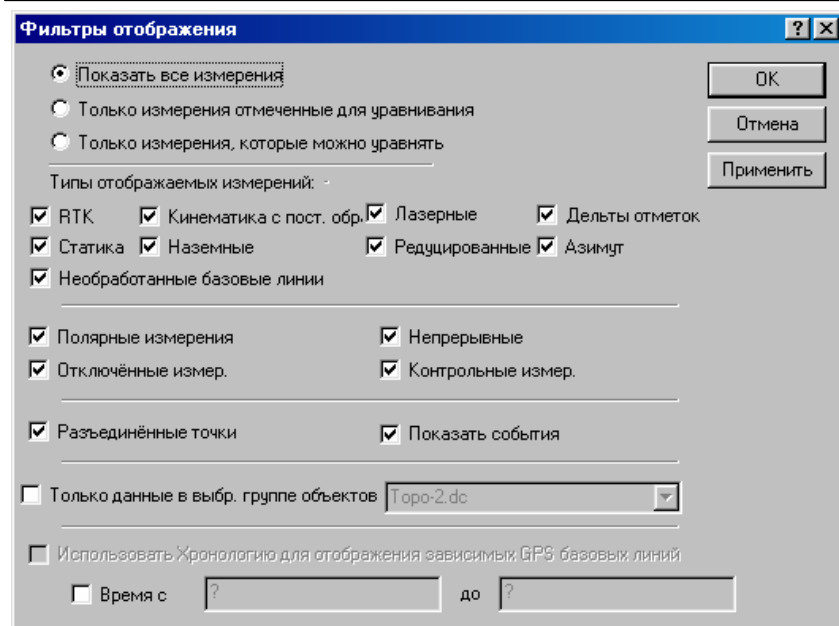 Фильтры отображения
Показать все измерения
Только измерения отмеченные для уравнивания
Только измерения, которые можно уравнять
OK
Отмена
Применить
Типы отображаемых измерений:
RTK Кинематика с пост. обр. Лазерные Дельты отметок
Статика Наземные Редуцированные Азимут
Необработанные базовые линии
Полярные измерения Непрерывные
Отключённые измер. Контрольные измер.
Разъединённые точки Показать события
Только данные в выбр. группе объектов Topo-2.dc
Использовать Хронологию для отображения зависимых GPS базовых линий
Время с ? до ?